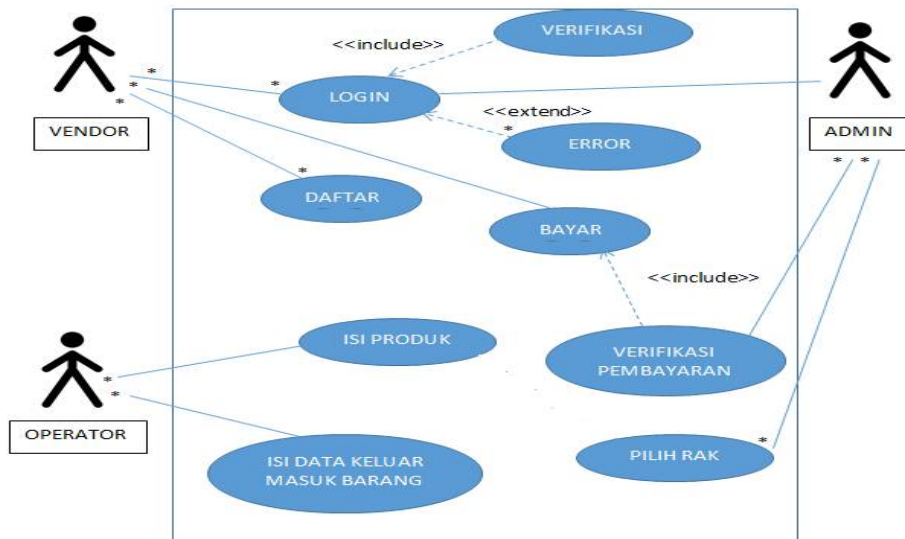 VERIFIKASI
<<include>>
*
*
*
*
LOGIN
<<extend>>
*
ERROR
VENDOR
ADMIN
*
*
*
DAFTAR
BAYAR
<<include>>
ISI PRODUK
VERIFIKASI
PEMBAYARAN
*
*
OPERATOR
ISI DATA KELUAR
MASUK BARANG
*
PILIH RAK